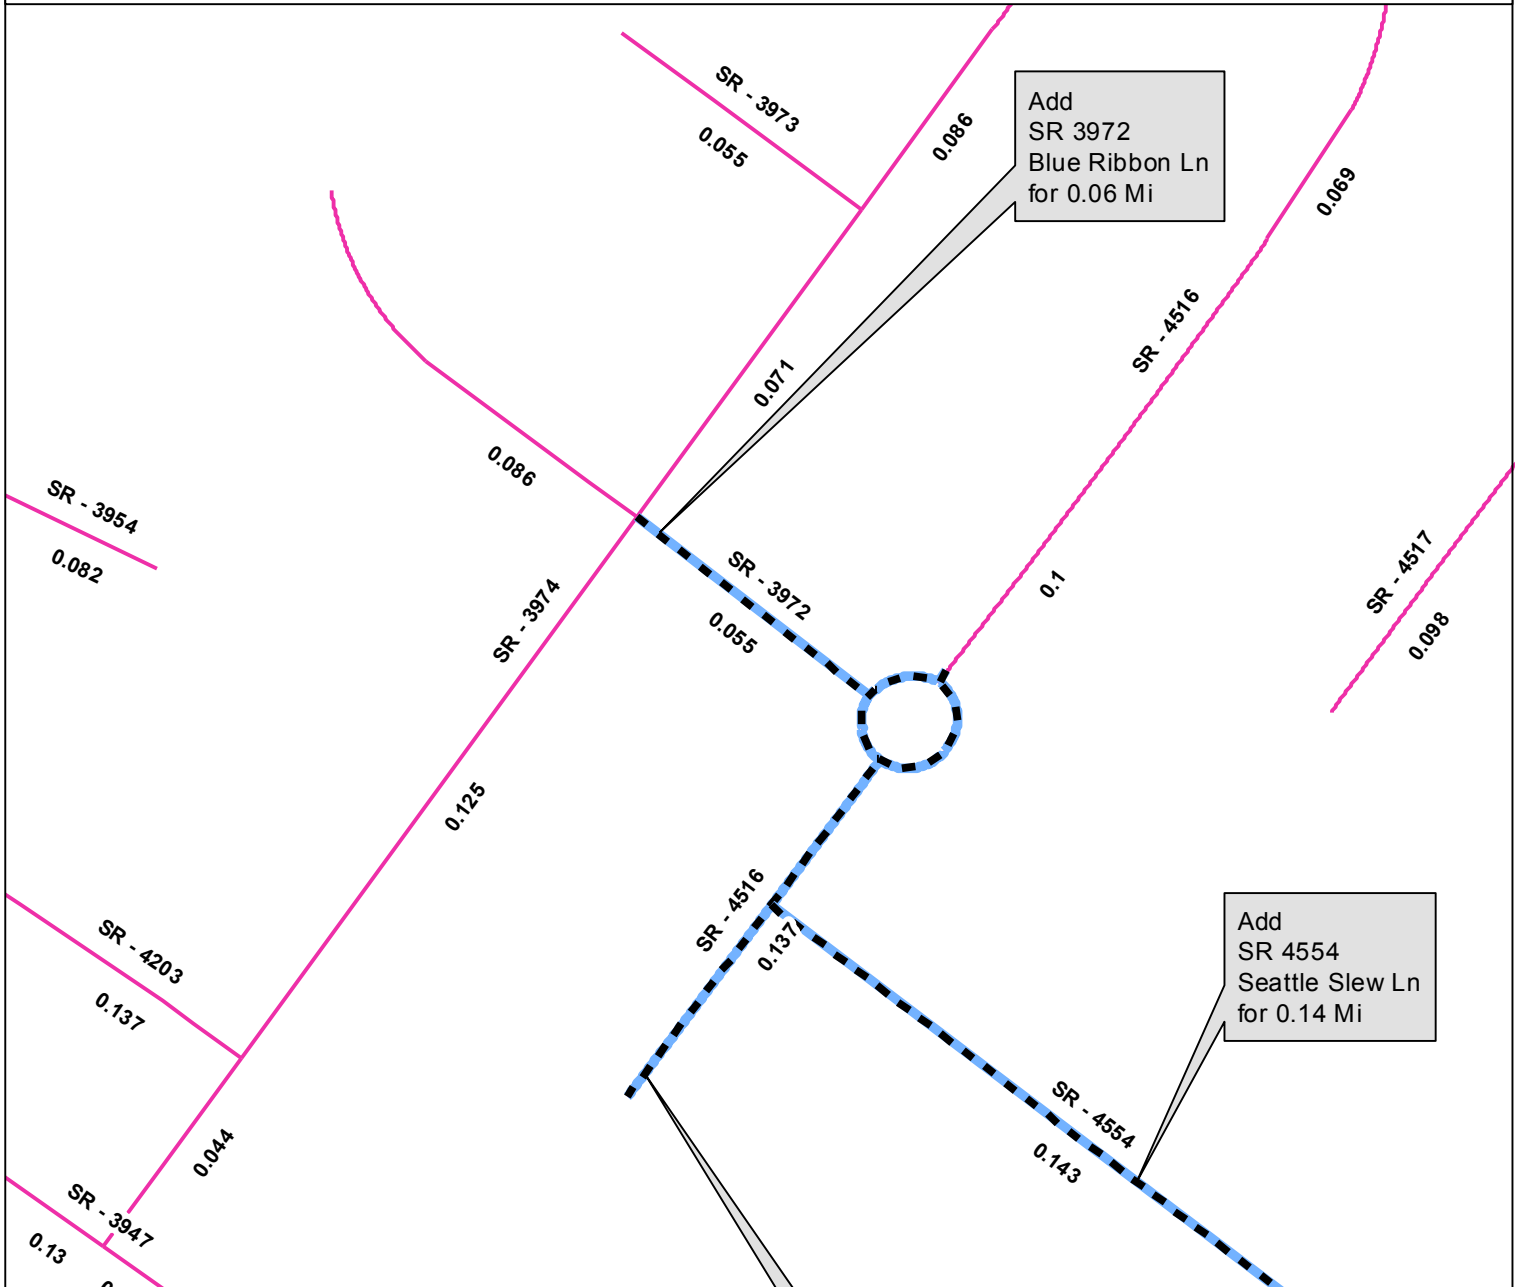 SR - 3973
0.055
0.086
Add
SR 3972
Blue Ribbon Ln
for 0.06 Mi
0.069
SR - 4516
0.071
0.086
SR - 3954
0.082
SR - 3974
SR - 3972
0.055
0.1
SR - 4517
0.098
0.125
SR - 4516
0.137
Add
SR 4554
Seattle Slew Ln
for 0.14 Mi
SR - 4203
0.137
SR - 4554
0.143
0.044
SR - 3947
0.13